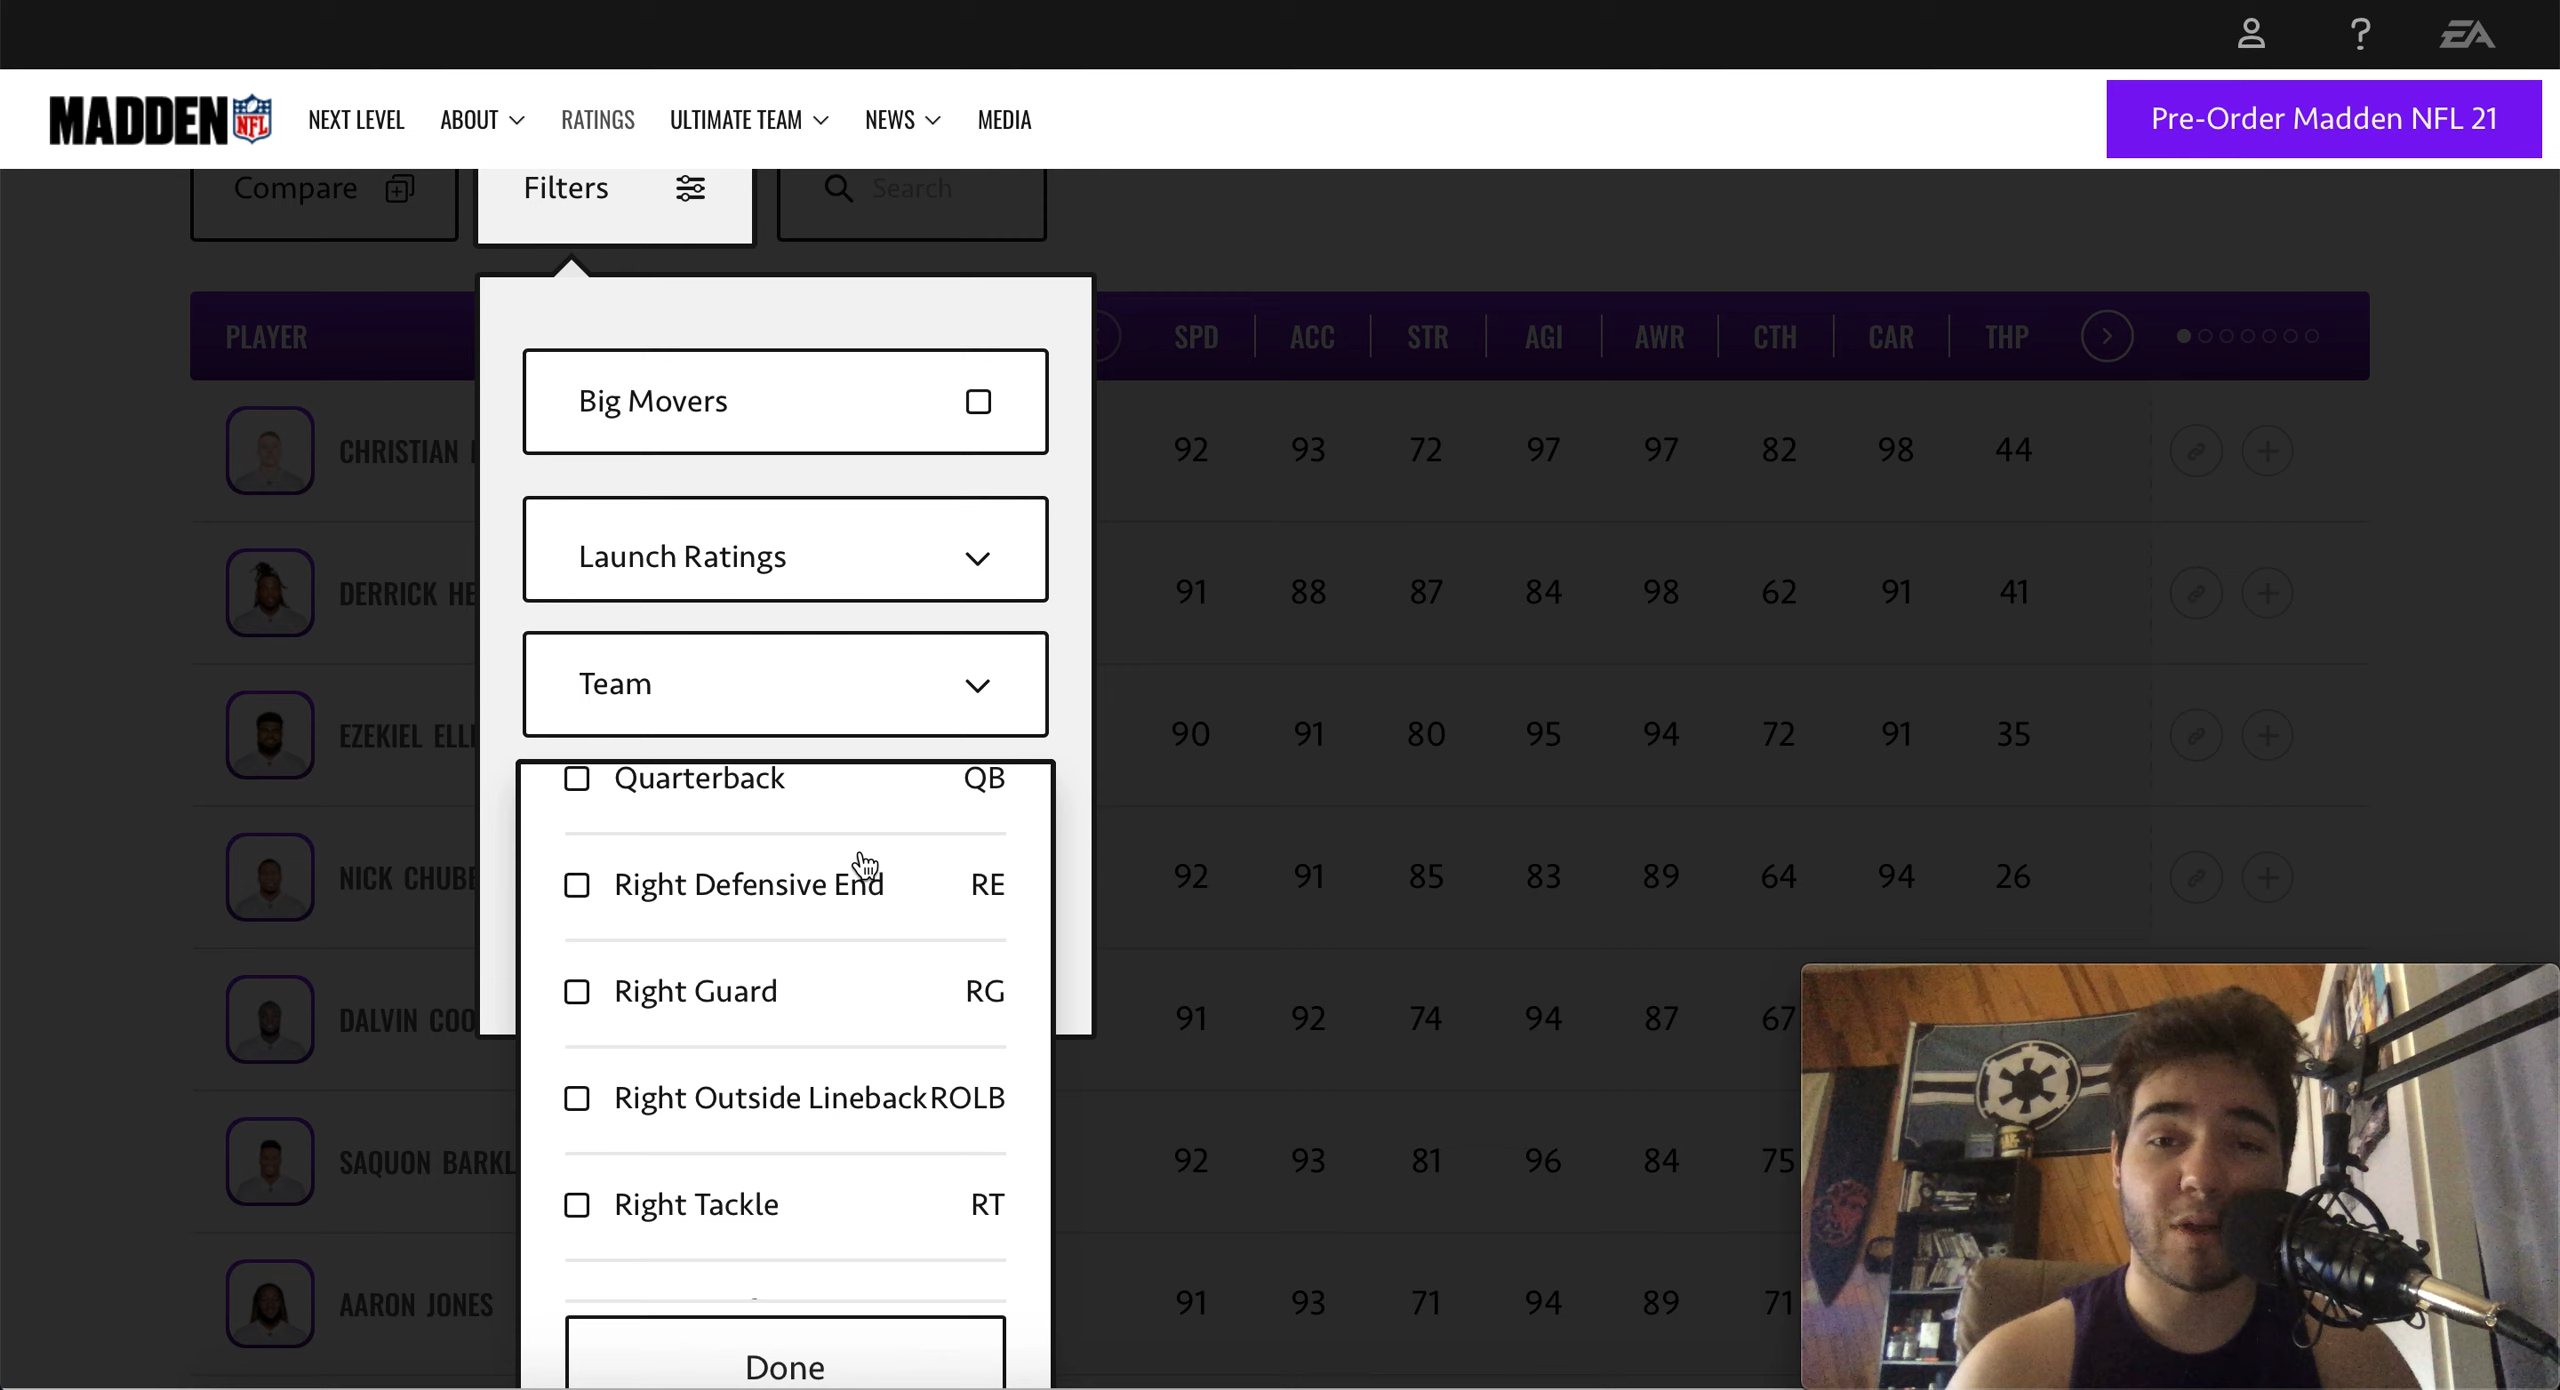 EA
MADDEN NFL NEXT LEVEL ABOUT RATINGS ULTIMATE TEAM NEWS MEDIA Pre-Order Madden NFL 21
Compare Filters Search
PLAYER SPD ACC STR AGI AWR CTH CAR THP
Big Movers
CHRISTIAN 92 93 72 97 97 82 98 44
Launch Ratings
DERRICK HE 91 88 87 84 98 62 91 41
Team
EZEKIEL ELLI 90 91 80 95 94 72 91 35
Quarterback QB
NICK CHUBB 92 91 85 83 89 64 94 26
Right Defensive End RE
Right Guard RG
DALVIN COO 91 92 74 94 87 67
Right Outside Lineback ROLB
SAQUON BARKL 92 93 81 96 84 75
Right Tackle RT
AARON JONES 91 93 71 94 89 71
Done